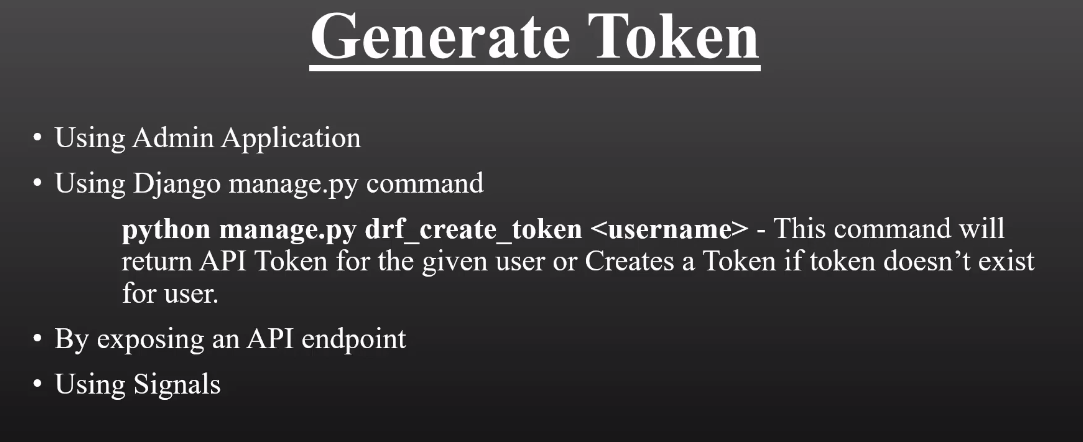 Generate Token
• Using Admin Application
• Using Django manage.py command
python manage.py drf_create_token <username> - This command will
return API Token for the given user or Creates a Token if token doesn’t exist
for user.
• By exposing an API endpoint
• Using Signals